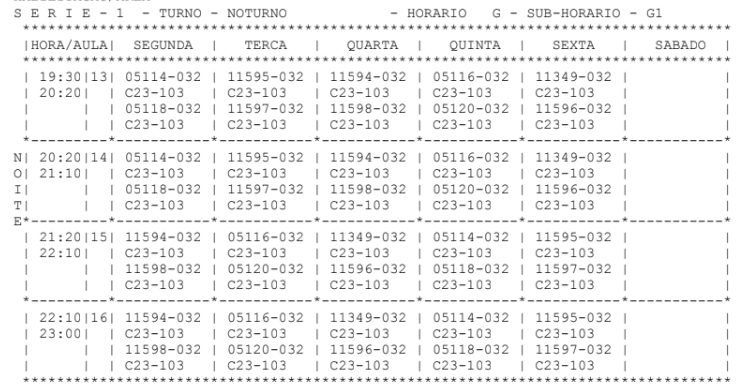 S E R I E - 1 - TURNO - NOTURNO - HORARIO G - SUB-HORARIO - G1
***********************************************************************************
|HORA/AULA| SEGUNDA | TERCA | QUARTA | QUINTA | SEXTA | SABADO |
***********************************************************************************
| 19:30|13| 05114-032 | 11595-032 | 11594-032 | 05116-032 | 11349-032 | |
| 20:20| | C23-103 | C23-103 | C23-103 | C23-103 | C23-103 | |
| | | 05118-032 | 11597-032 | 11598-032 | 05120-032 | 11596-032 | |
| | | C23-103 | C23-103 | C23-103 | C23-103 | C23-103 | |
*---------*-----------*-----------*-----------*-----------*-----------*-----------*
N| 20:20|14| 05114-032 | 11595-032 | 11594-032 | 05116-032 | 11349-032 | |
O| 21:10| | C23-103 | C23-103 | C23-103 | C23-103 | C23-103 | |
I| | | 05118-032 | 11597-032 | 11598-032 | 05120-032 | 11596-032 | |
T| | | C23-103 | C23-103 | C23-103 | C23-103 | C23-103 | |
E*---------*-----------*-----------*-----------*-----------*-----------*-----------*
| 21:20|15| 11594-032 | 05116-032 | 11349-032 | 05114-032 | 11595-032 | |
| 22:10| | C23-103 | C23-103 | C23-103 | C23-103 | C23-103 | |
| | | 11598-032 | 05120-032 | 11596-032 | 05118-032 | 11597-032 | |
| | | C23-103 | C23-103 | C23-103 | C23-103 | C23-103 | |
*---------*-----------*-----------*-----------*-----------*-----------*-----------*
| 22:10|16| 11594-032 | 05116-032 | 11349-032 | 05114-032 | 11595-032 | |
| 23:00| | C23-103 | C23-103 | C23-103 | C23-103 | C23-103 | |
| | | 11598-032 | 05120-032 | 11596-032 | 05118-032 | 11597-032 | |
| | | C23-103 | C23-103 | C23-103 | C23-103 | C23-103 | |
***********************************************************************************